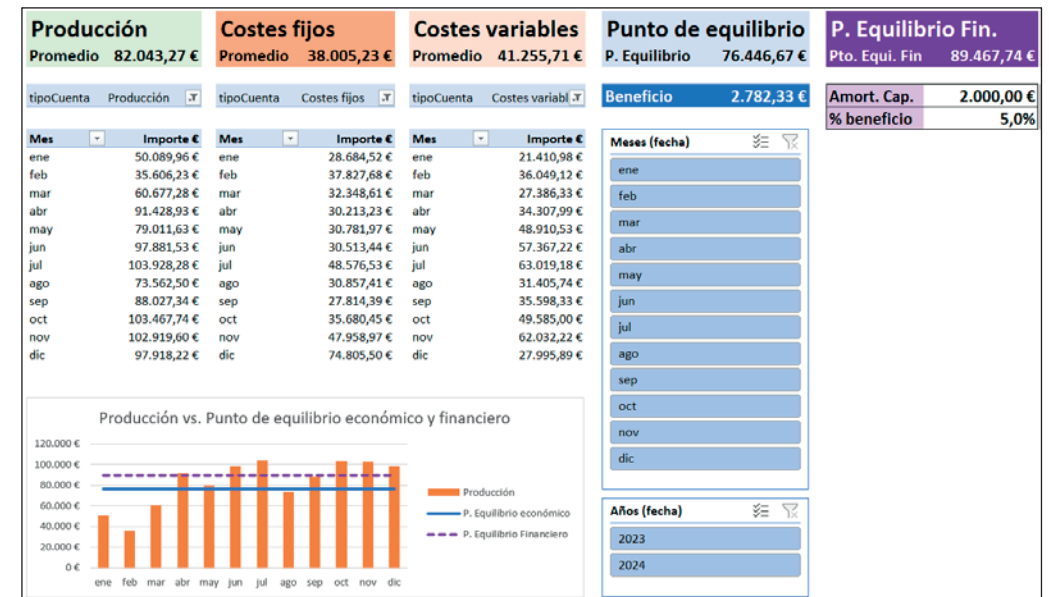 Producción
Promedio 82.043,27 €
Costes fijos
Promedio 38.005,23 €
Costes variables
Promedio 41.255,71 €
Punto de equilibrio
P. Equilibrio 76.446,67 €
P. Equilibrio Fin.
Pto. Equi. Fin 89.467,74 €
tipoCuenta Producción
tipoCuenta Costes fijos
tipoCuenta Costes variabl
Beneficio 2.782,33 €
Amort. Cap. 2.000,00 €
% beneficio 5,0%
Mes Importe € Mes Importe € Mes Importe €
ene 50.089,96 € ene 28.684,52 € ene 21.410,98 €
feb 35.606,23 € feb 37.827,68 € feb 36.049,12 €
mar 60.677,28 € mar 32.348,61 € mar 27.386,33 €
abr 91.428,93 € abr 30.213,23 € abr 34.307,99 €
may 79.011,63 € may 30.781,97 € may 48.910,53 €
jun 97.881,53 € jun 30.513,44 € jun 57.367,22 €
jul 103.928,28 € jul 48.576,53 € jul 63.019,18 €
ago 73.562,50 € ago 30.857,41 € ago 31.405,74 €
sep 88.027,34 € sep 27.814,39 € sep 35.598,33 €
oct 103.467,74 € oct 35.680,45 € oct 49.585,00 €
nov 102.919,60 € nov 47.958,97 € nov 62.032,22 €
dic 97.918,22 € dic 74.805,50 € dic 27.995,89 €
Meses (fecha)
ene
feb
mar
abr
may
jun
jul
ago
sep
oct
nov
dic
Años (fecha)
2023
2024
Producción vs. Punto de equilibrio económico y financiero
120.000 €
100.000 €
80.000 €
60.000 €
40.000 €
20.000 €
0 €
ene feb mar abr may jun jul ago sep oct nov dic
Producción
P. Equilibrio económico
P. Equilibrio Financiero